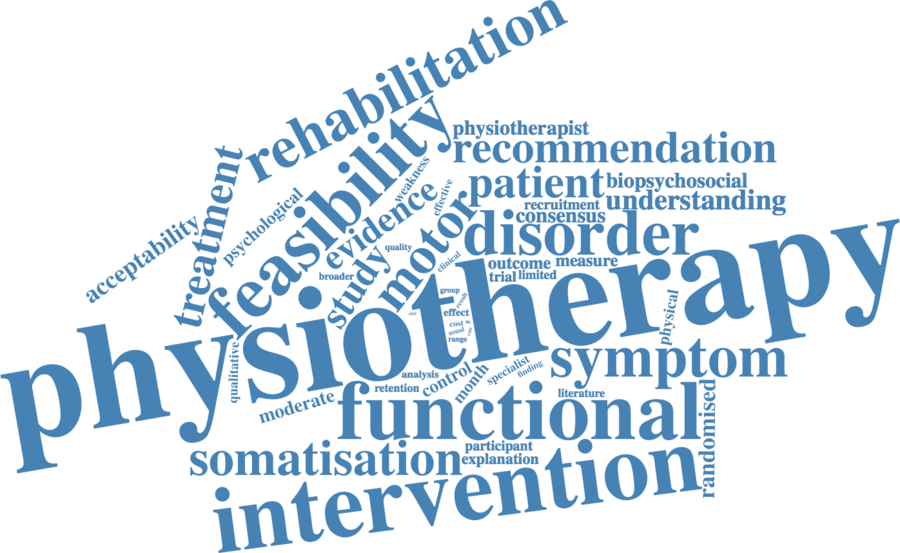 rehabilitation
feasibility
physiotherapist
recommendation
treatment
weakness
patient
biopsychosocial
psychological
evidence
effective
recruitment
understanding
consensus
acceptability
motor
disorder
quality
study
clinical
outcome
measure
broader
trial
limited
physiotherapy
group
result
effect
physical
cost
usual
range
qualitative
symptom
specialist
finding
analysis
control
month
retention
literature
moderate
functional
randomised
participant
somatisation
explanation
intervention